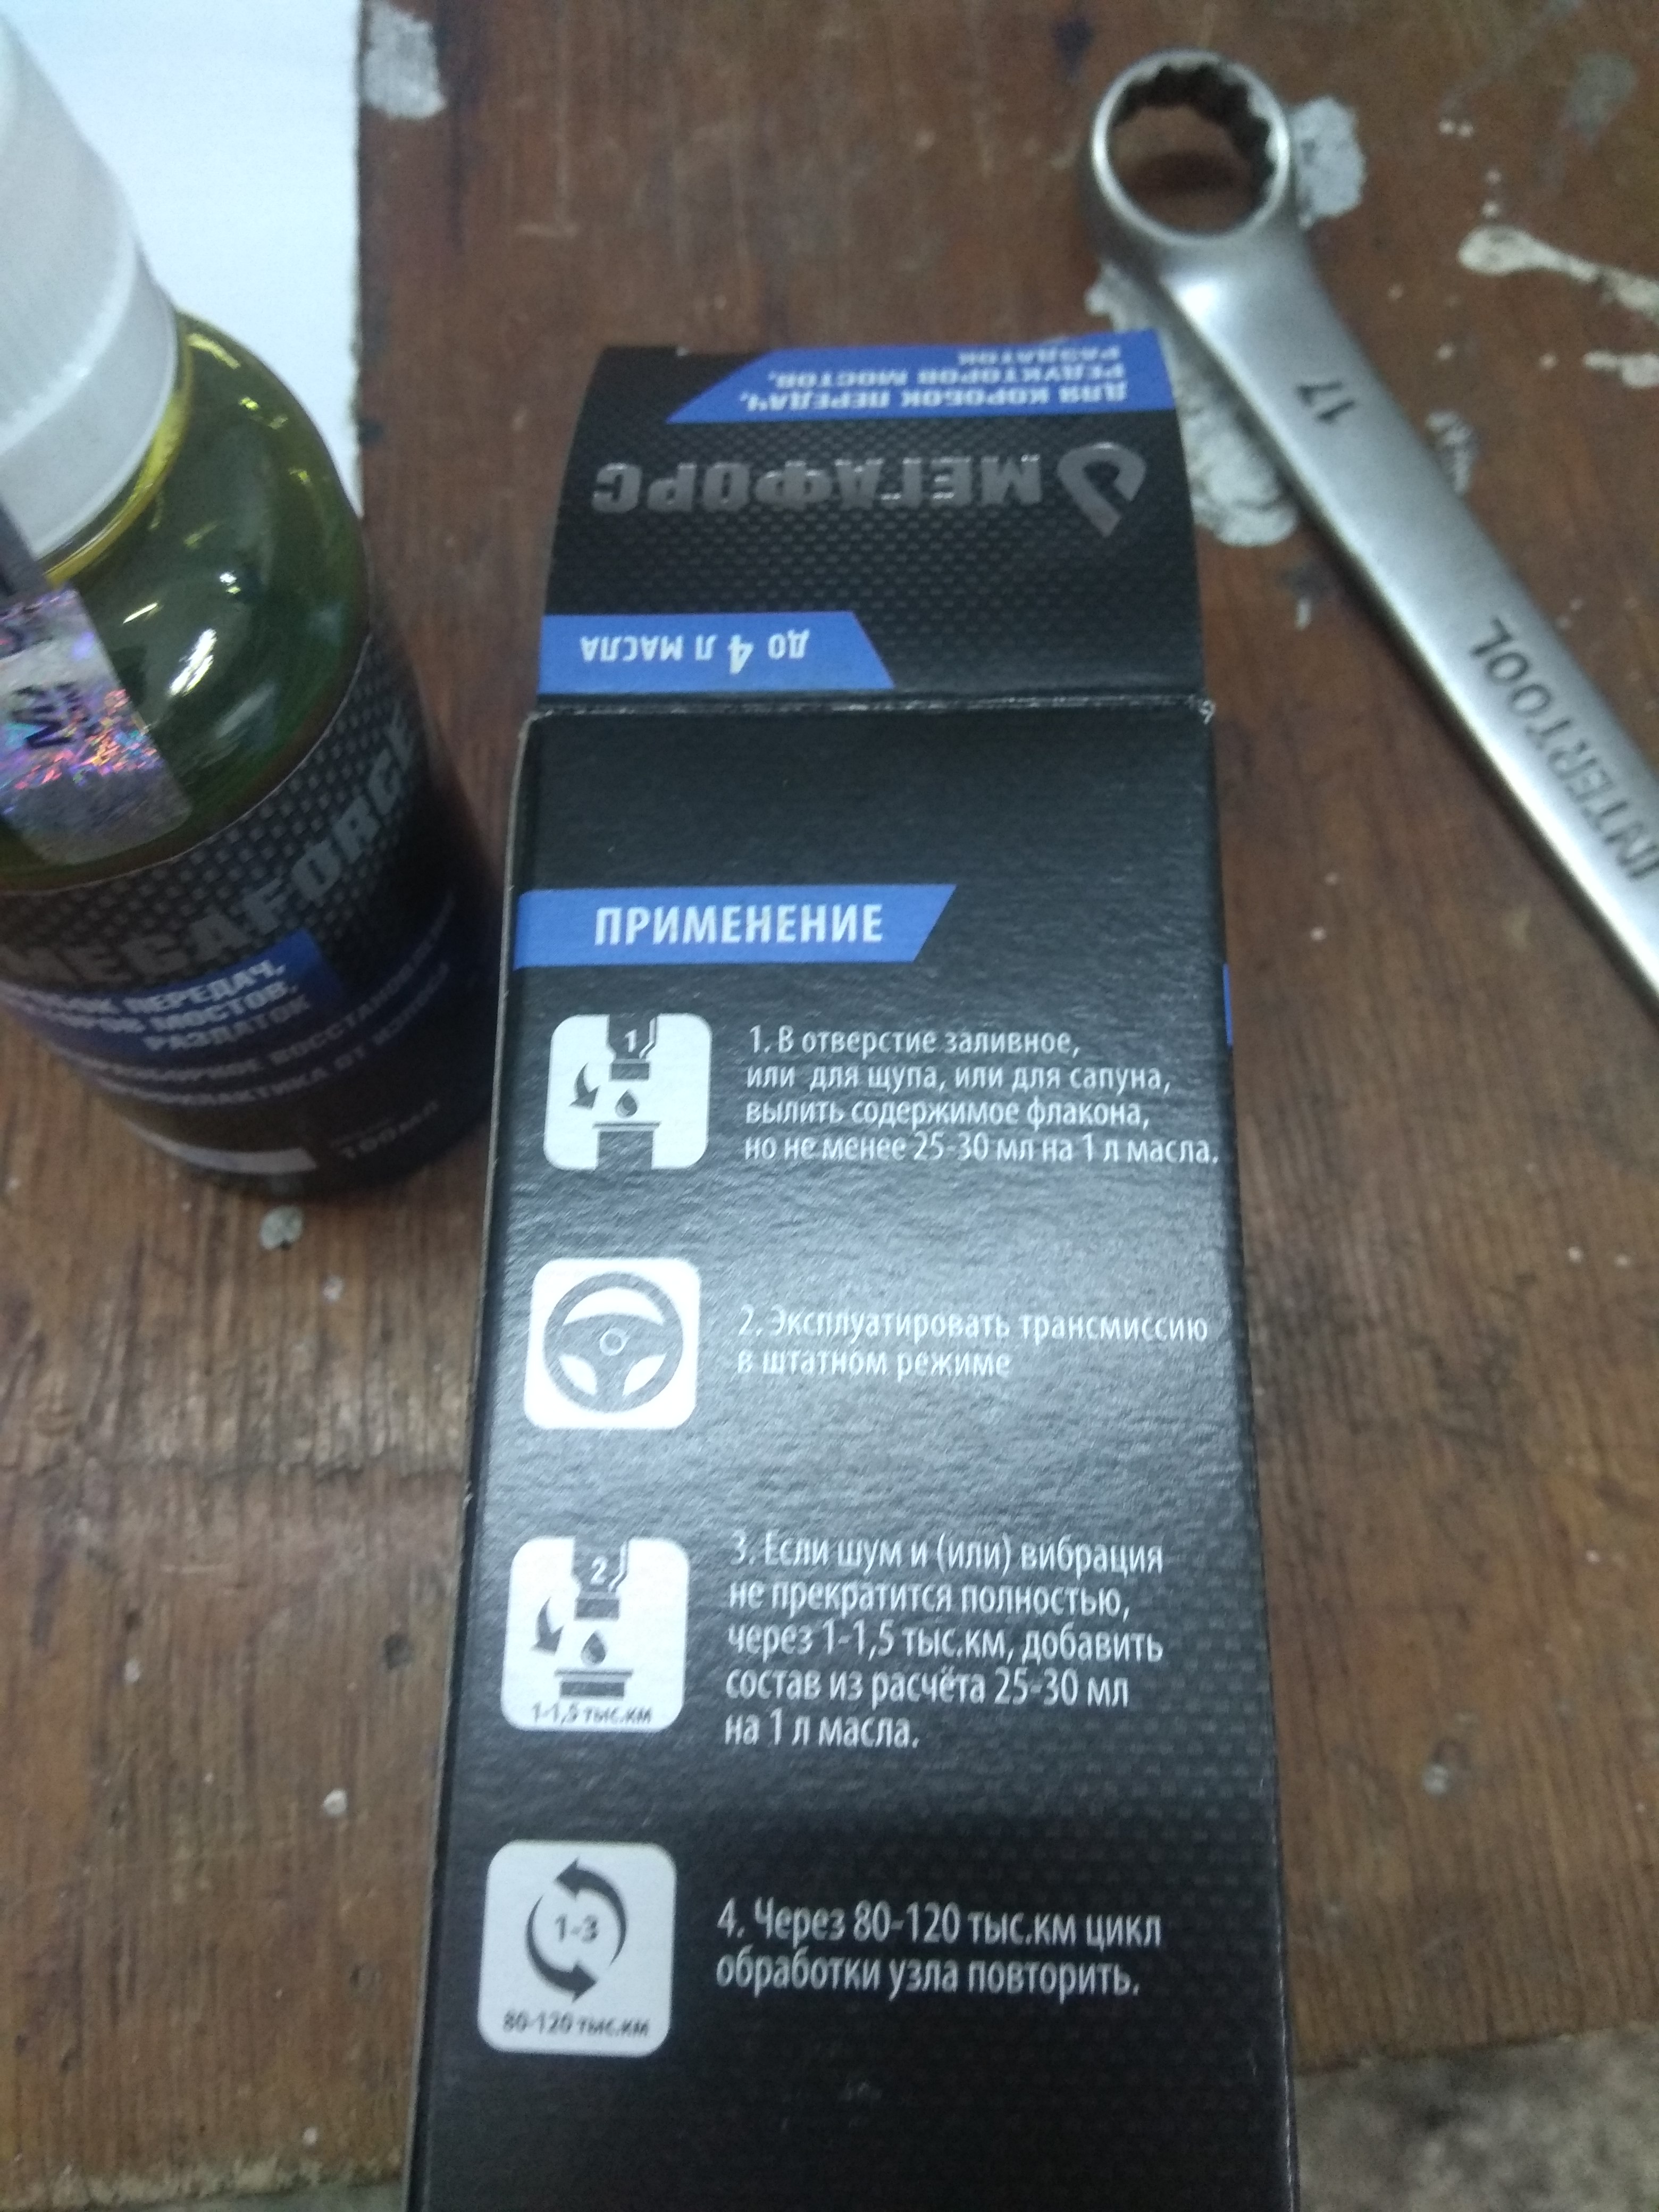 ДЛЯ КОРОБОК ПЕРЕДАЧ,
РЕДУКТОРОВ МОСТОВ,
РАЗДАТОК
МЕГАФОРС
ДО 4 Л МАСЛА
ПРИМЕНЕНИЕ
1
1. В отверстие заливное,
или для щупа, или для сапуна,
вылить содержимое флакона,
но не менее 25-30 мл на 1 л масла.
2. Эксплуатировать трансмиссию
в штатном режиме
2
1-1,5 тыс.км
3. Если шум и (или) вибрация
не прекратится полностью,
через 1-1,5 тыс.км, добавить
состав из расчёта 25-30 мл
на 1 л масла.
1-3
80-120 тыс.км
4. Через 80-120 тыс.км цикл
обработки узла повторить.
MEGAFORCE
ПЕРЕДАЧ,
МОСТОВ,
РАЗДАТОК
17
INTERTOOL